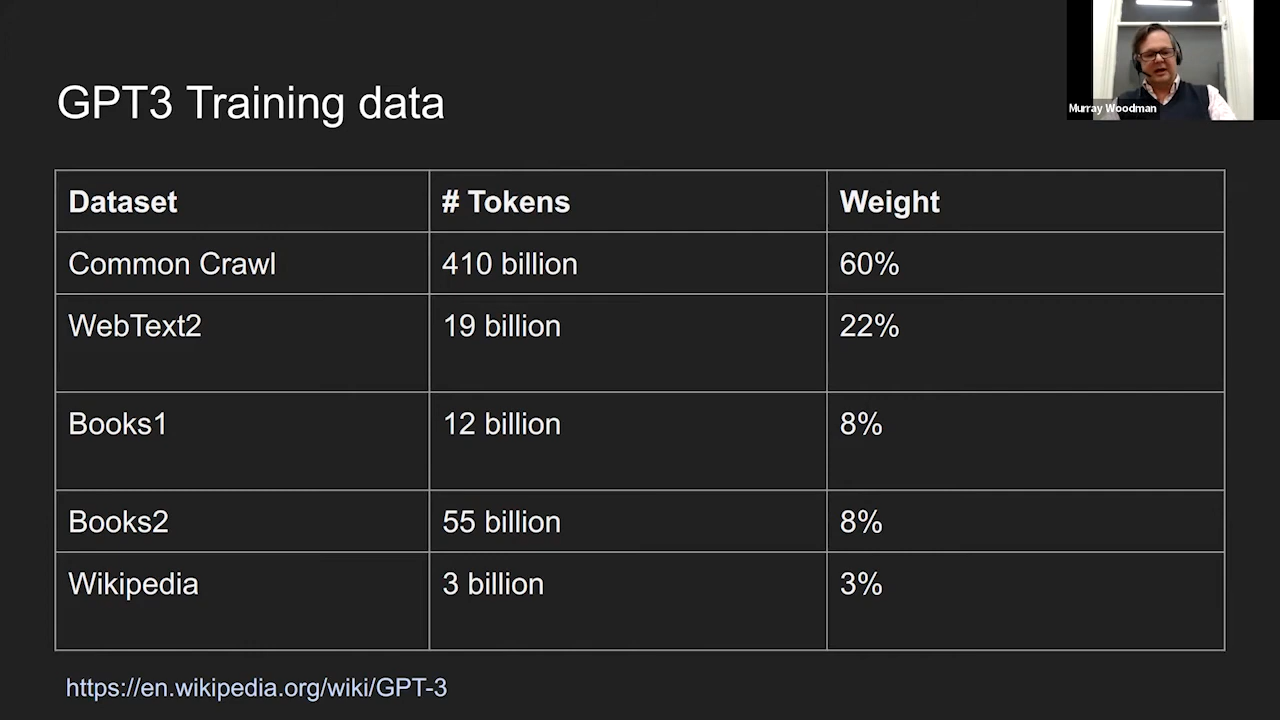 Murray Woodman
GPT3 Training data
Dataset # Tokens Weight
Common Crawl 410 billion 60%
WebText2 19 billion 22%
Books1 12 billion 8%
Books2 55 billion 8%
Wikipedia 3 billion 3%
https://en.wikipedia.org/wiki/GPT-3